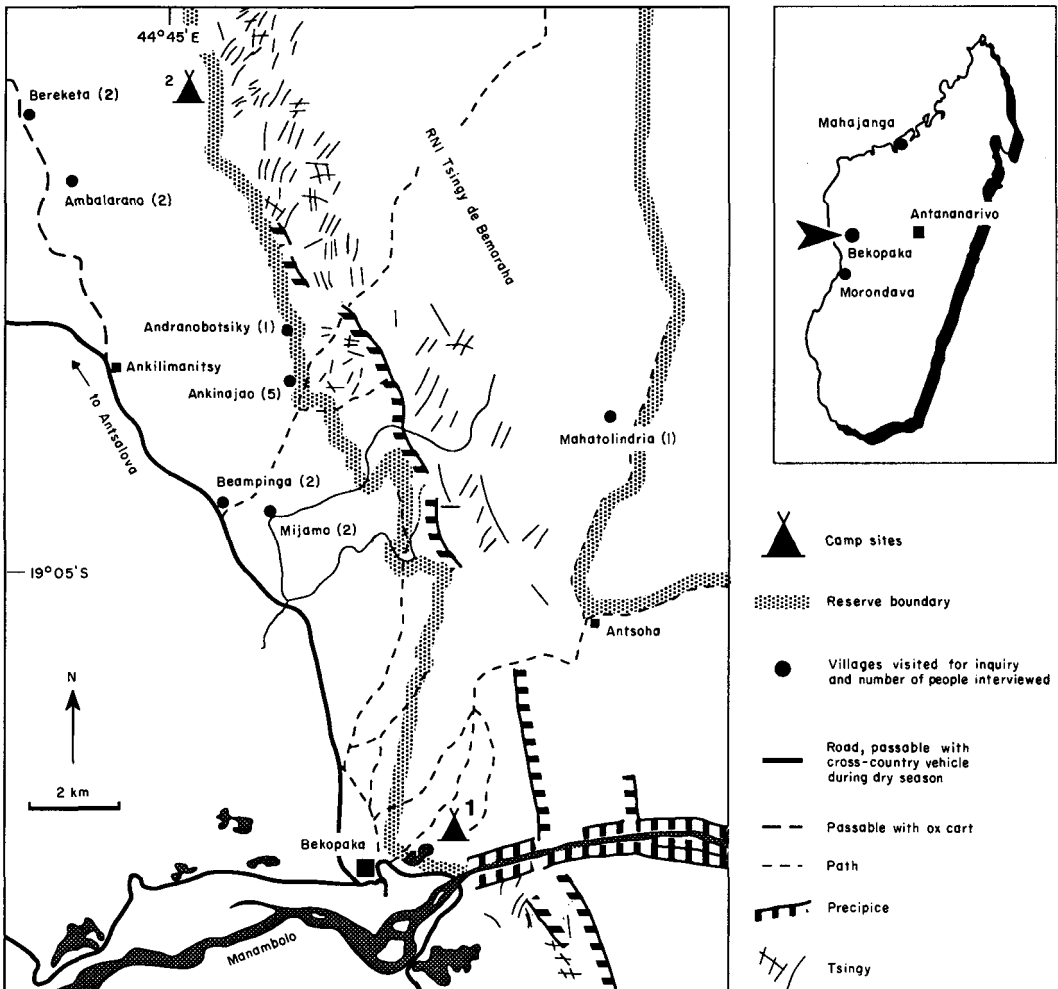 44°45' E
2
Bereketa (2)
Ambalarano (2)
RNI Tsingy de Bemaraha
Andranobotsiky (1)
Ankilimanitsy
to Antsalova
Ankinajao (5)
Mahatolindria (1)
Beampinga (2)
Mijamo (2)
19°05' S
Antsoha
N
2 km
1
Bekopaka
Manambolo
Mahajanga
Antananarivo
Bekopaka
Morondava
Camp sites
Reserve boundary
Villages visited for inquiry
and number of people interviewed
Road, passable with
cross-country vehicle
during dry season
Passable with ox cart
Path
Precipice
Tsingy